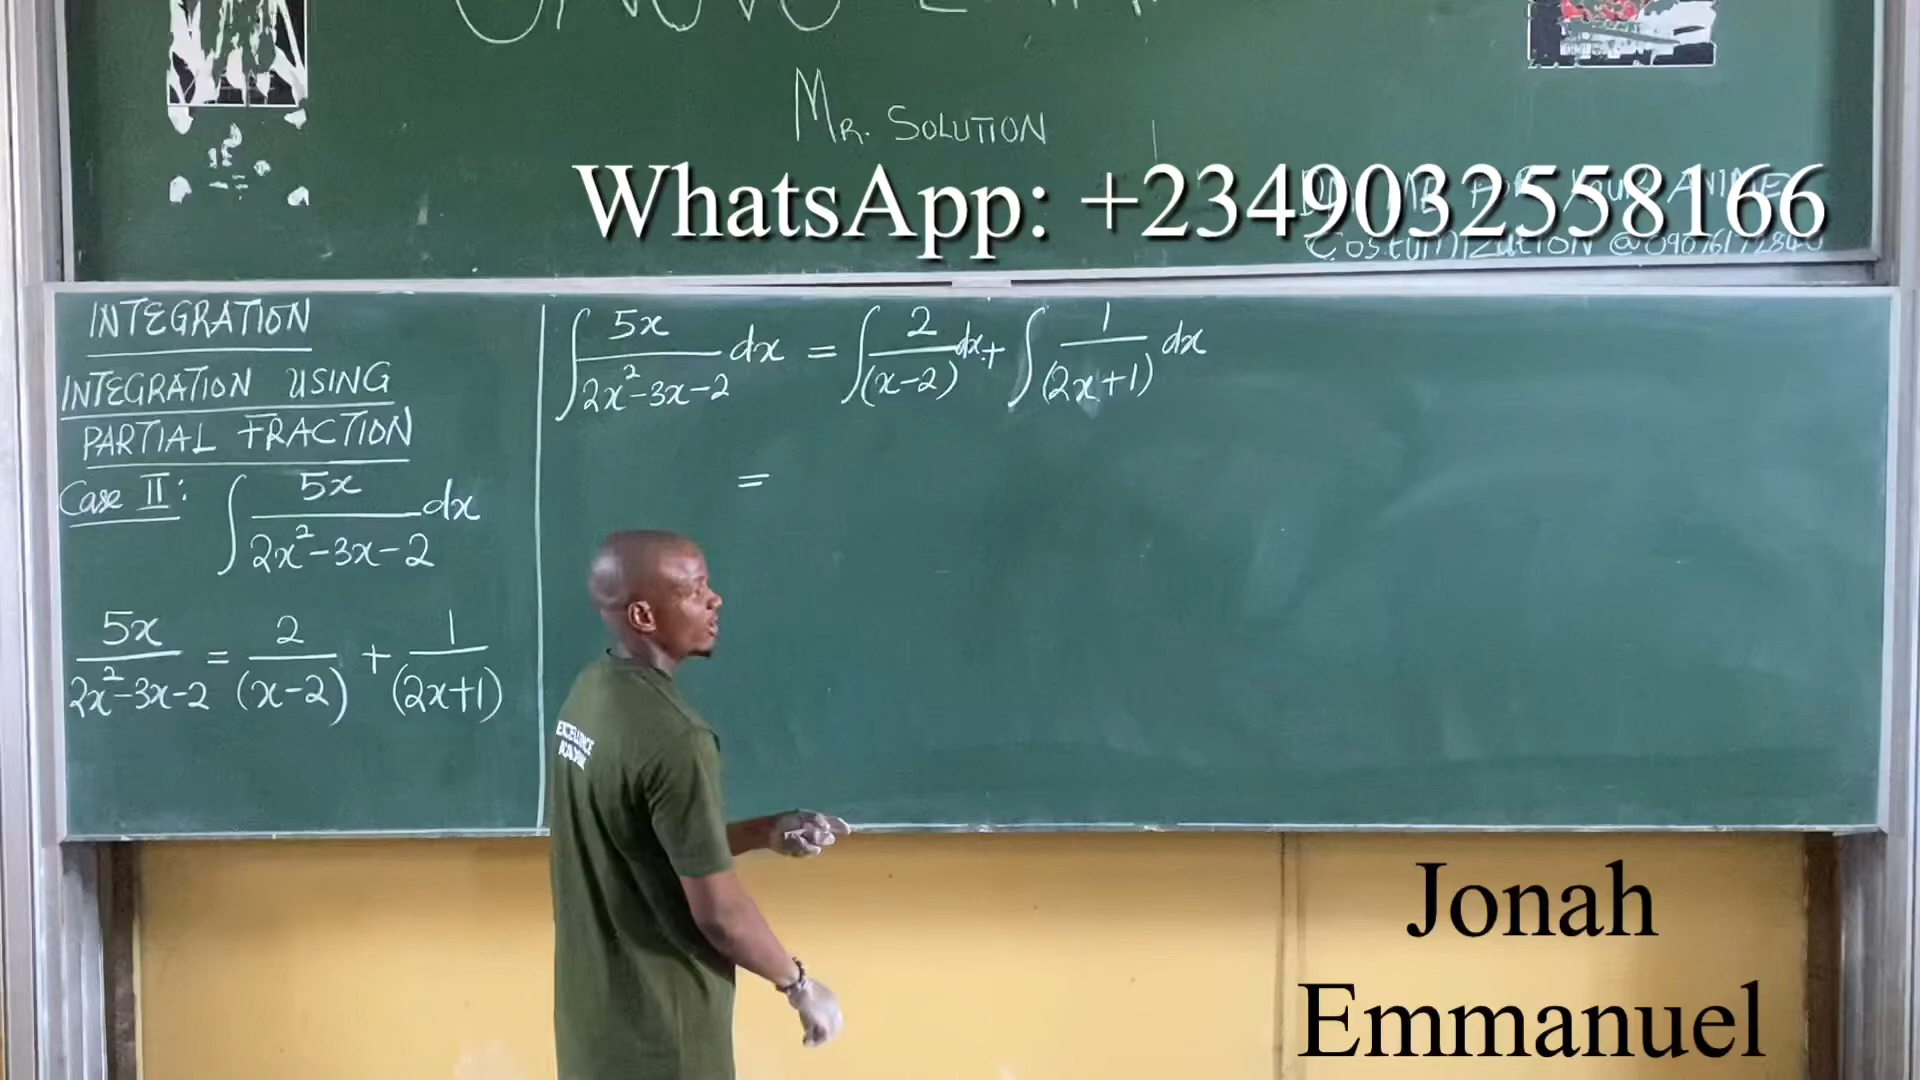 Mr. SOLUTION
WhatsApp: +2349032558166
INTEGRATION
INTEGRATION USING
PARTIAL FRACTION
Case II: ∫ 5x/(2x²-3x-2) dx
5x/(2x²-3x-2) = 2/(x-2) + 1/(2x+1)
∫ 5x/(2x²-3x-2) dx = ∫ 2/(x-2) dx + ∫ 1/(2x+1) dx
=
EXCELLENCE
Jonah
Emmanuel